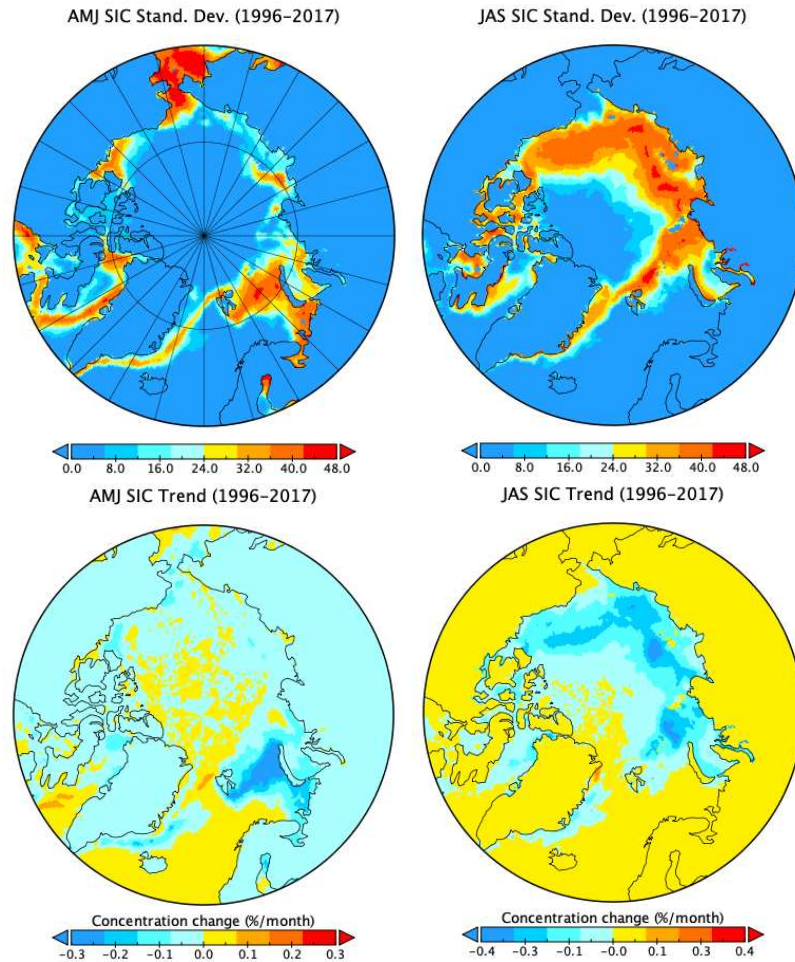 AMJ SIC Stand. Dev. (1996–2017)
JAS SIC Stand. Dev. (1996–2017)
0.0 8.0 16.0 24.0 32.0 40.0 48.0
0.0 8.0 16.0 24.0 32.0 40.0 48.0
AMJ SIC Trend (1996–2017)
JAS SIC Trend (1996–2017)
Concentration change (%/month)
−0.3 −0.2 −0.1 0.0 0.1 0.2 0.3
Concentration change (%/month)
−0.4 −0.3 −0.1 0.0 0.1 0.3 0.4